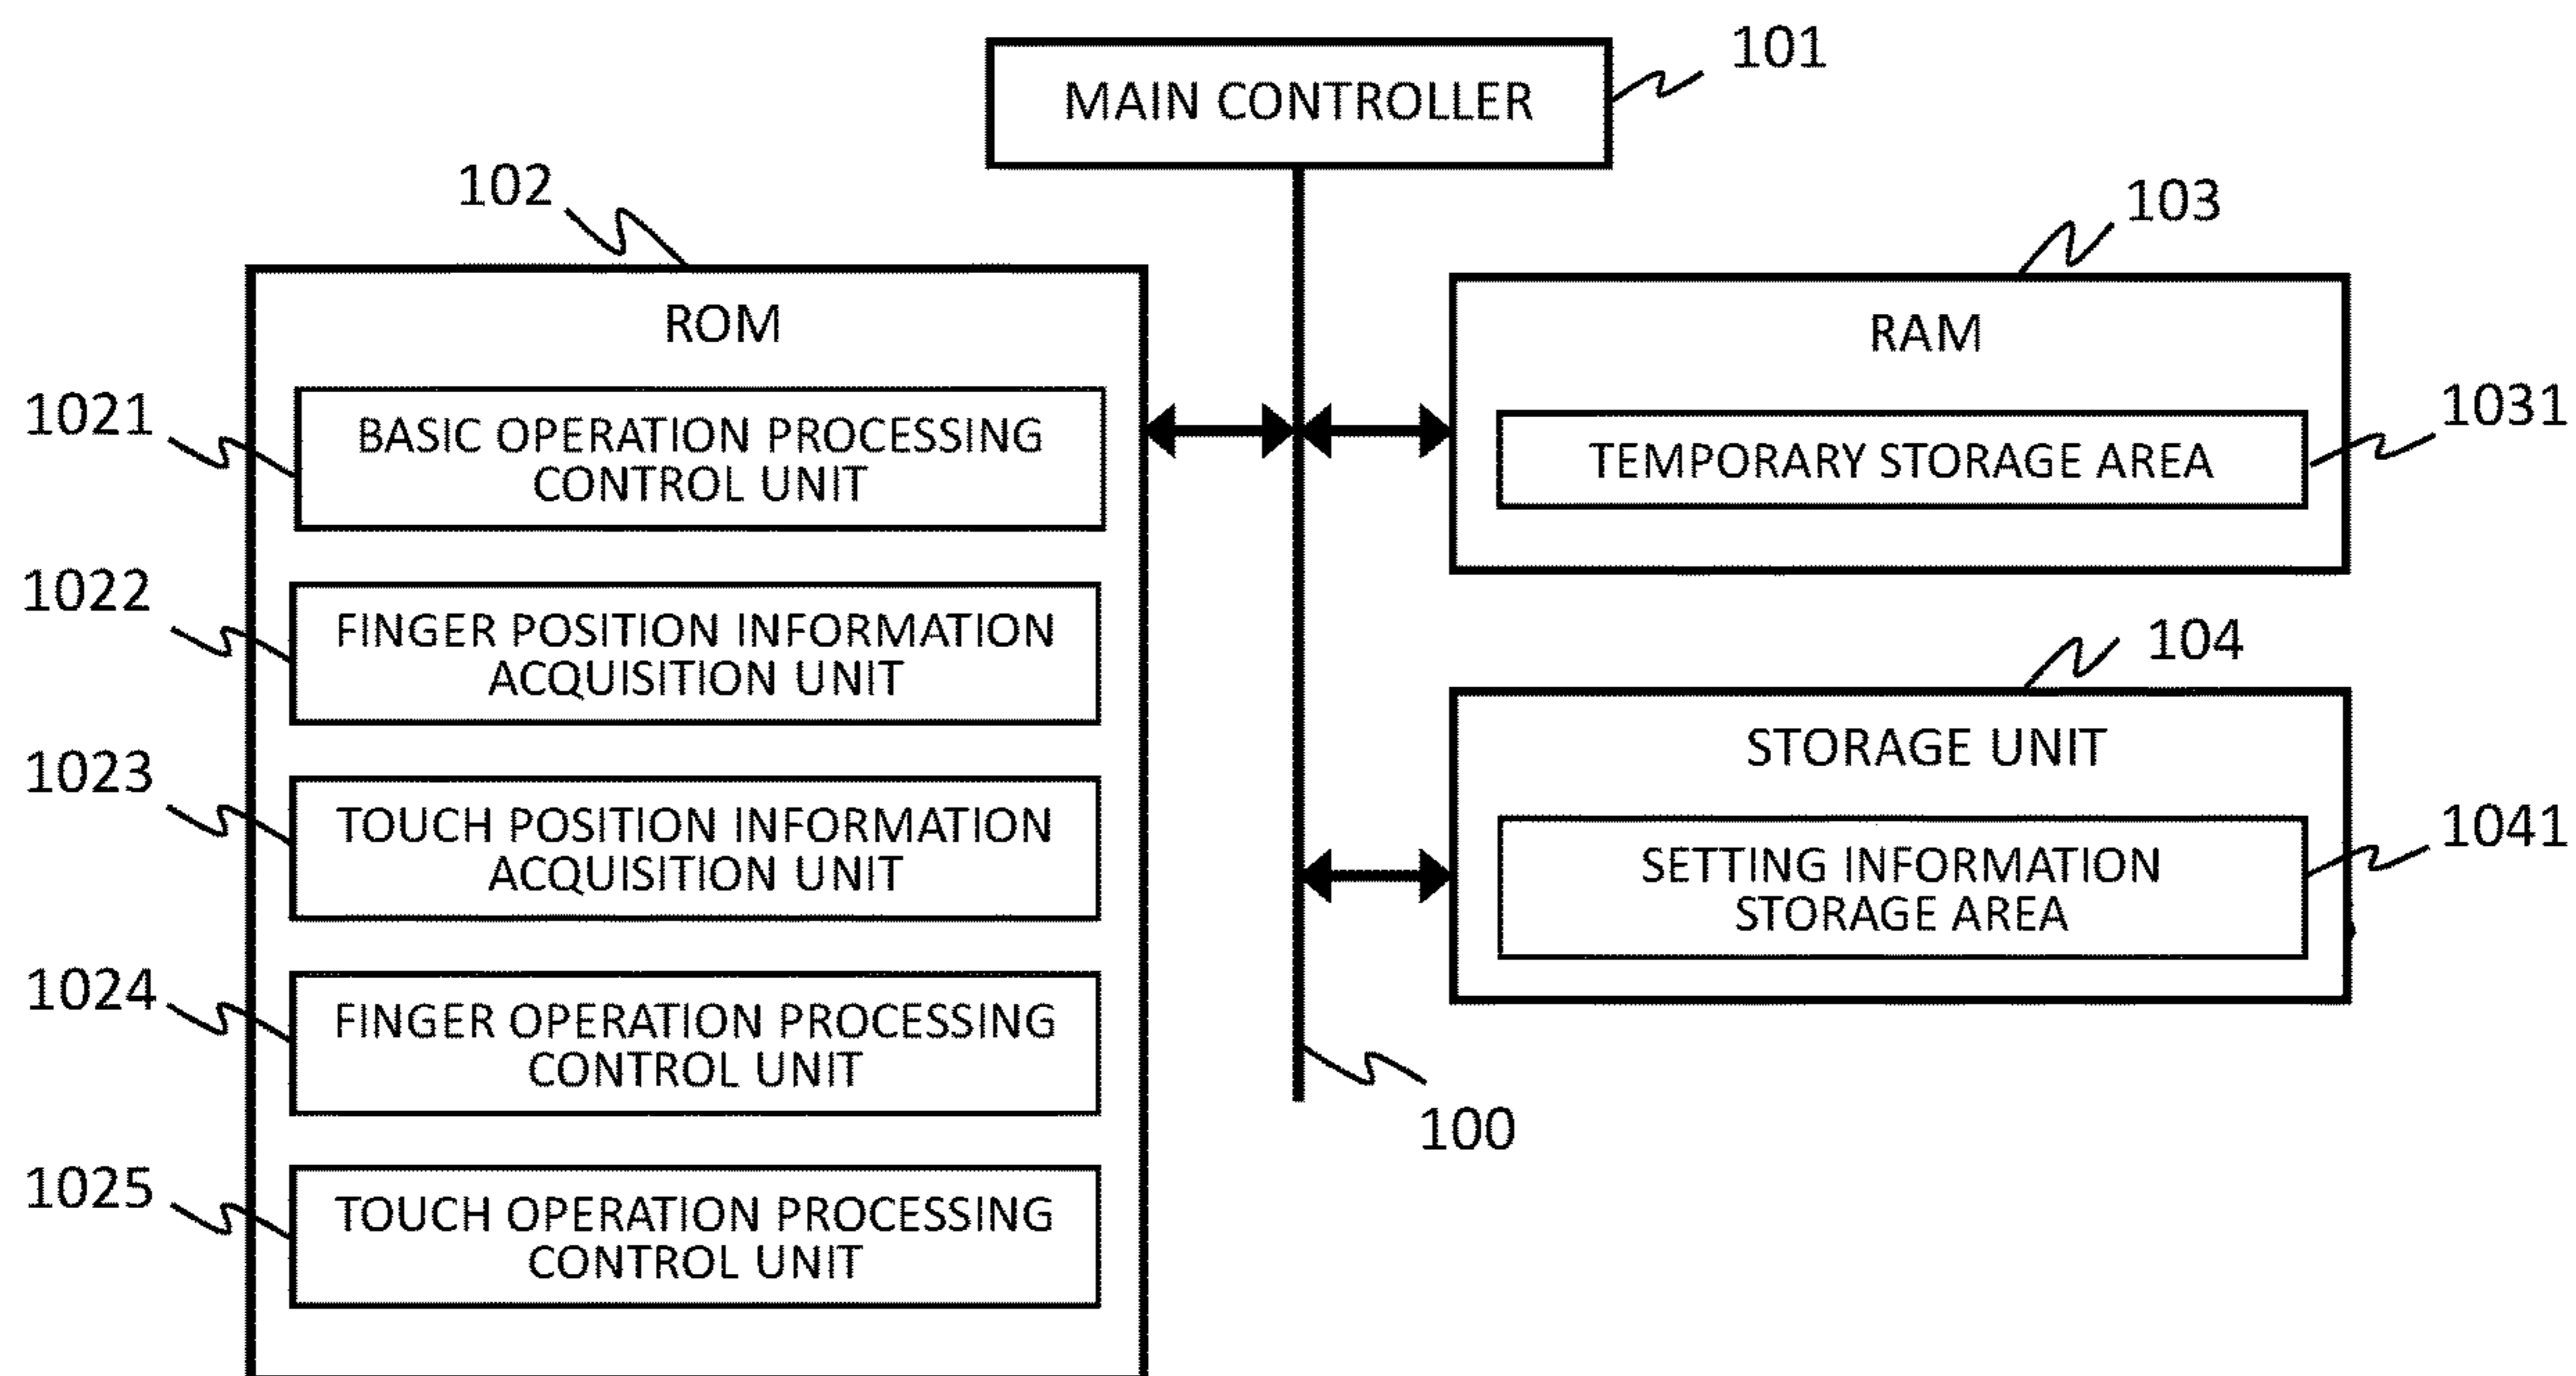 101
MAIN CONTROLLER
102
103
ROM
RAM
1021
BASIC OPERATION PROCESSING
CONTROL UNIT
1031
TEMPORARY STORAGE AREA
1022
FINGER POSITION INFORMATION
ACQUISITION UNIT
104
STORAGE UNIT
1023
TOUCH POSITION INFORMATION
ACQUISITION UNIT
1041
SETTING INFORMATION
STORAGE AREA
1024
FINGER OPERATION PROCESSING
CONTROL UNIT
100
1025
TOUCH OPERATION PROCESSING
CONTROL UNIT